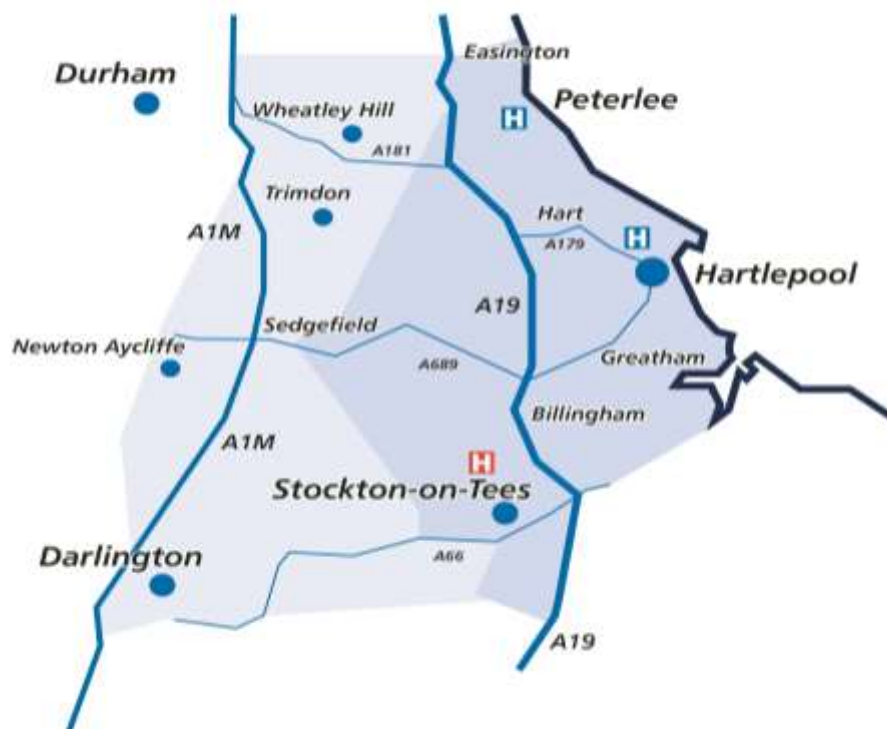 Easington
Durham
Peterlee
Wheatley Hill
H
A181
Trimdon
Hart
A1M
H
A179
Hartlepool
A19
Sedgefield
Newton Aycliffe
Greatham
A689
Billingham
A1M
H
Stockton-on-Tees
Darlington
A66
A19